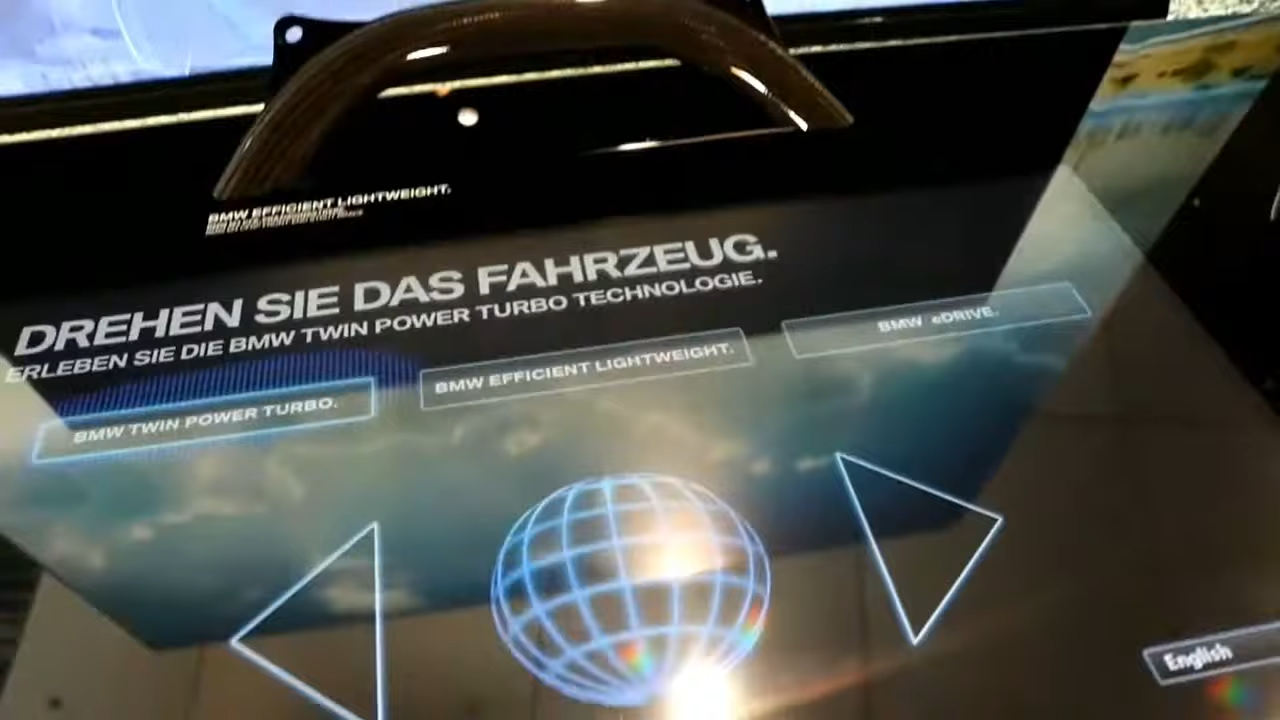 BMW EFFICIENT LIGHTWEIGHT.
DREHEN SIE DAS FAHRZEUG.
ERLEBEN SIE DIE BMW TWIN POWER TURBO TECHNOLOGIE.
BMW TWIN POWER TURBO.
BMW EFFICIENT LIGHTWEIGHT.
BMW eDRIVE.
English